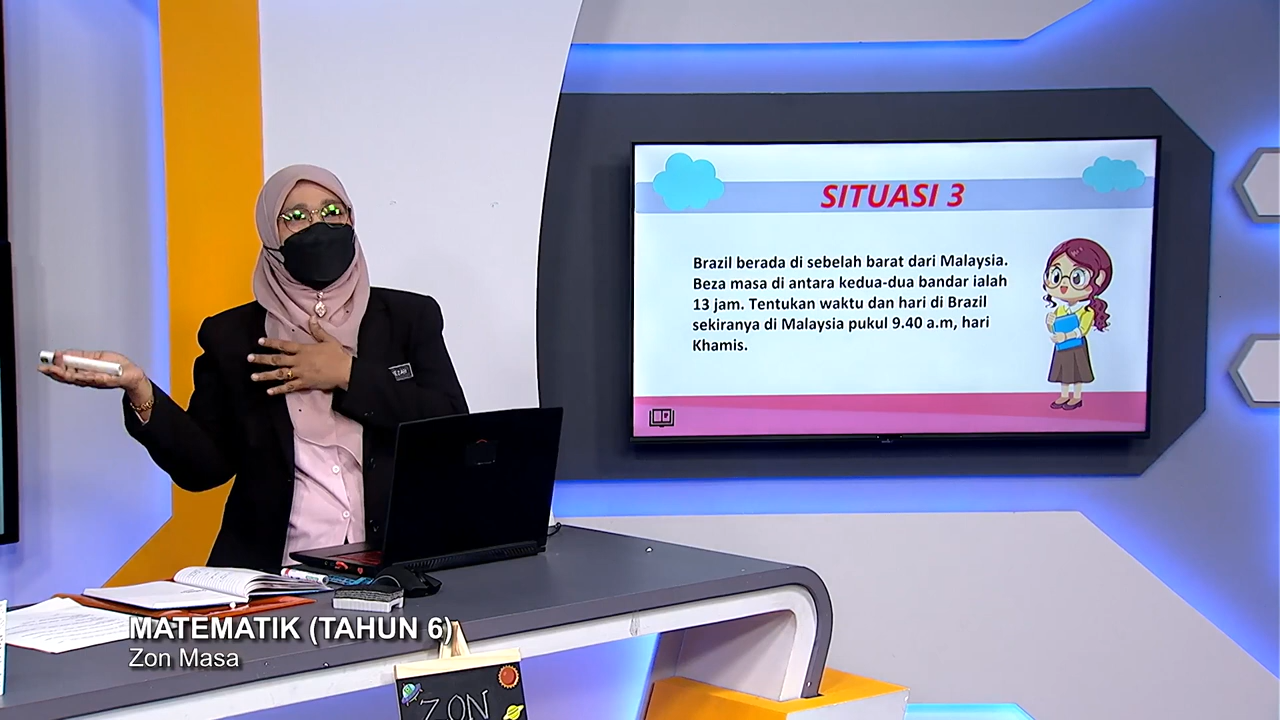 SITUASI 3
Brazil berada di sebelah barat dari Malaysia.
Beza masa di antara kedua-dua bandar ialah
13 jam. Tentukan waktu dan hari di Brazil
sekiranya di Malaysia pukul 9.40 a.m, hari
Khamis.
MATEMATIK (TAHUN 6)
Zon Masa
ZON